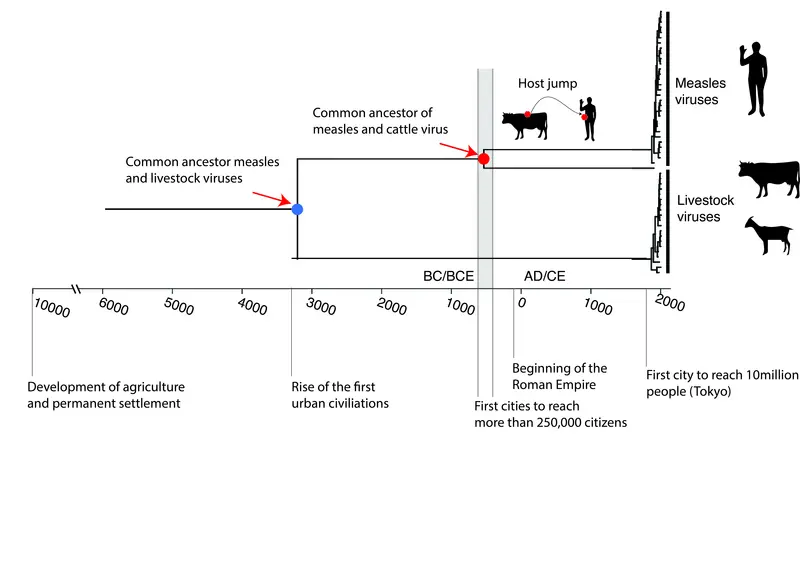 Host jump
Measles
viruses
Common ancestor of
measles and cattle virus
Common ancestor measles
and livestock viruses
Livestock
viruses
BC/BCE
AD/CE
10000
6000
5000
4000
3000
2000
1000
0
1000
2000
Development of agriculture
and permanent settlement
Rise of the first
urban civiliations
First cities to reach
more than 250,000 citizens
Beginning of the
Roman Empire
First city to reach 10million
people (Tokyo)